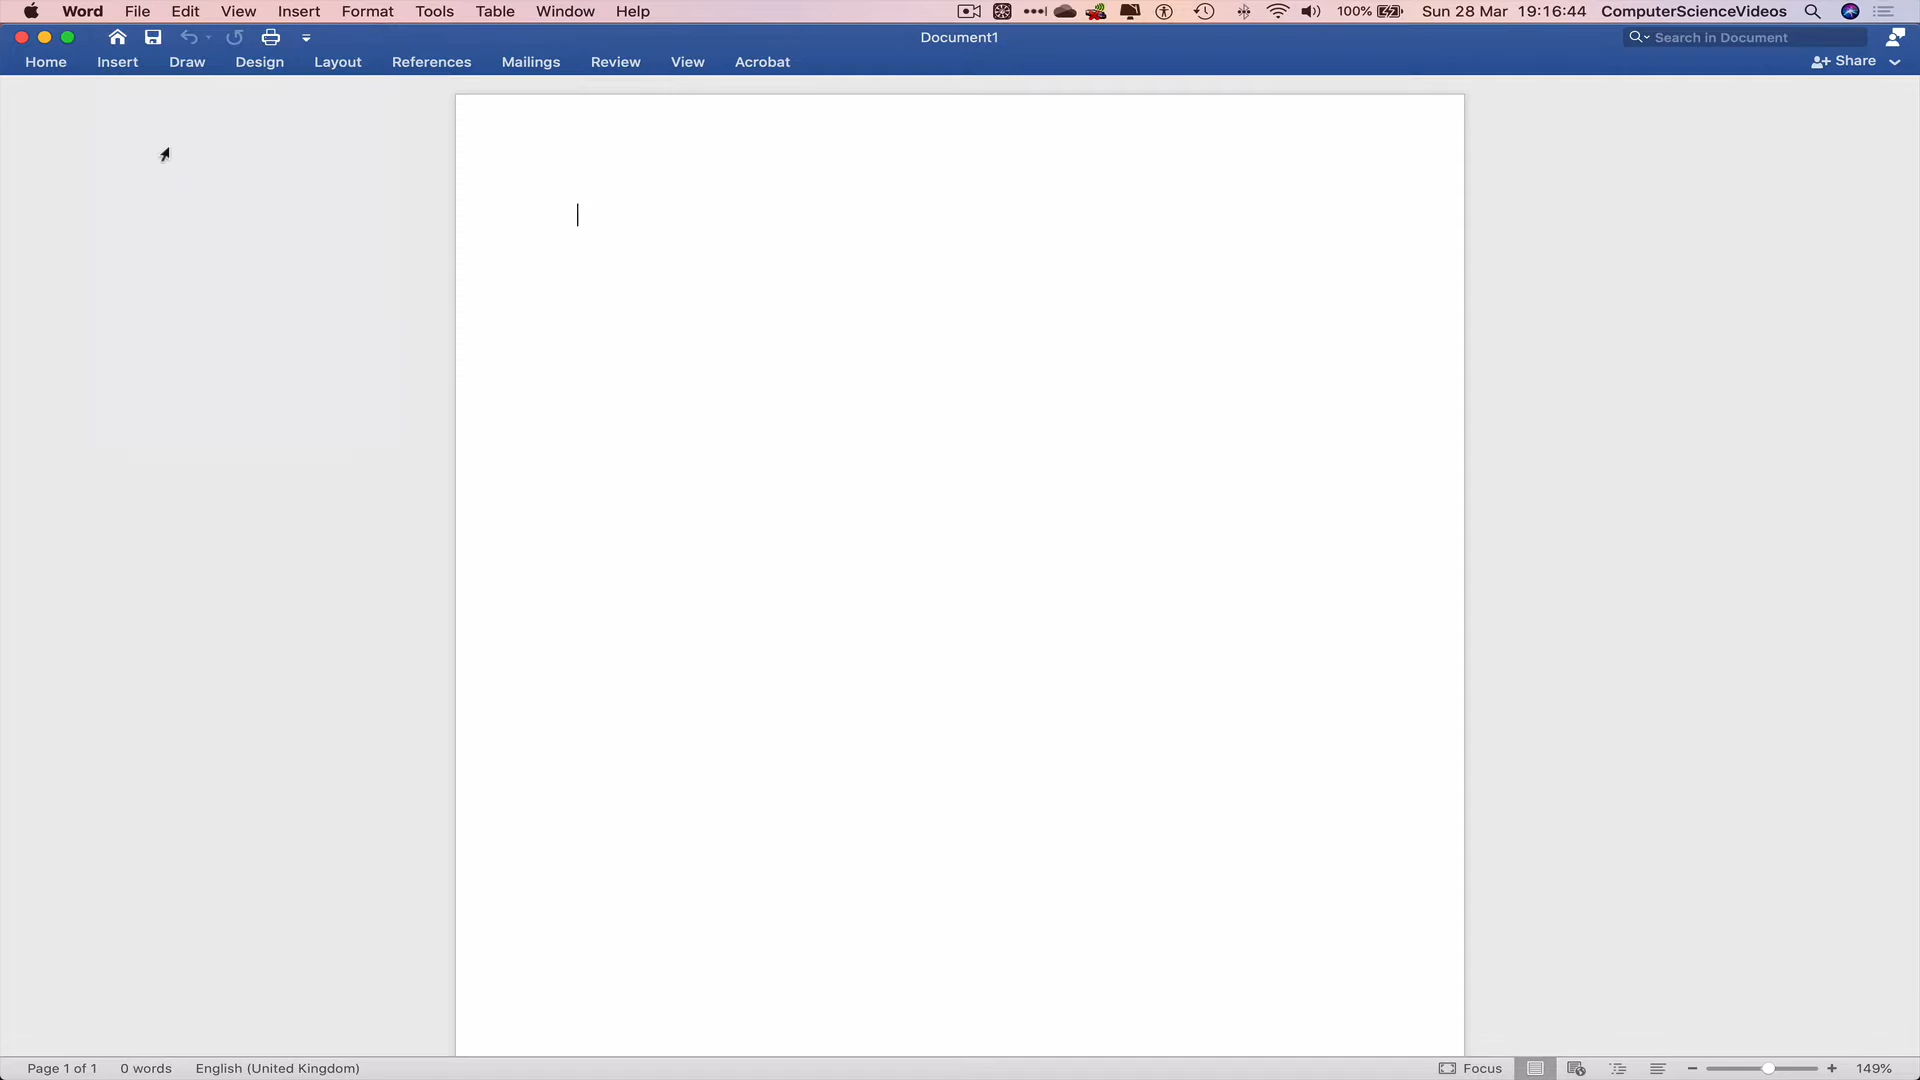 Word File Edit View Insert Format Tools Table Window Help 100% Sun 28 Mar 19:16:44 ComputerScienceVideos
Document1 Search in Document
Home Insert Draw Design Layout References Mailings Review View Acrobat Share
Page 1 of 1 0 words English (United Kingdom) Focus 149%